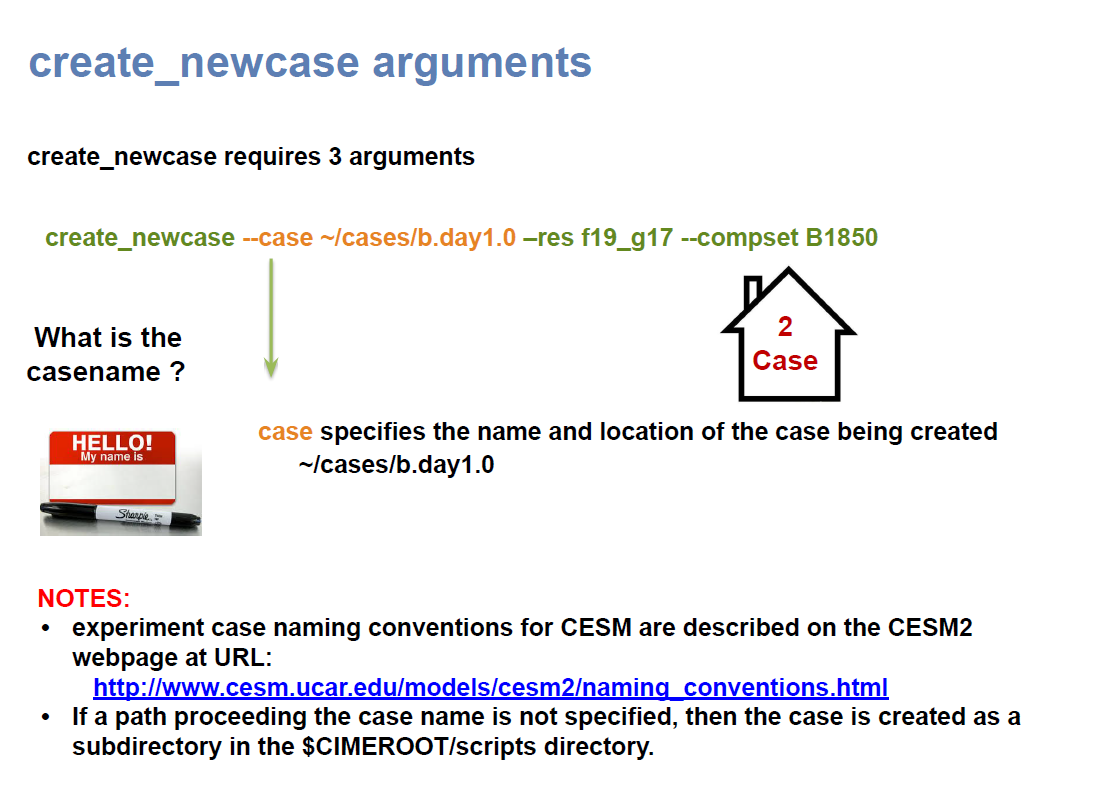 create_newcase arguments
create_newcase requires 3 arguments
create_newcase --case ~/cases/b.day1.0 –res f19_g17 --compset B1850
2
Case
What is the
casename ?
case specifies the name and location of the case being created
~/cases/b.day1.0
HELLO!
My name is
Sharpie
NOTES:
• experiment case naming conventions for CESM are described on the CESM2
webpage at URL:
http://www.cesm.ucar.edu/models/cesm2/naming_conventions.html
• If a path proceeding the case name is not specified, then the case is created as a
subdirectory in the $CIMEROOT/scripts directory.